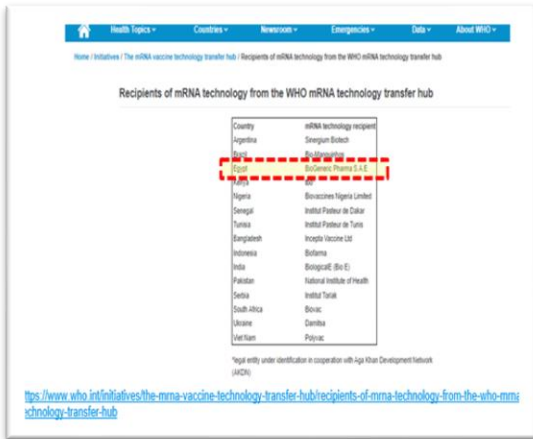 Health Topics Countries Newsroom Emergencies Data About WHO
Home / Initiatives / The mRNA vaccine technology transfer hub / Recipients of mRNA technology from the WHO mRNA technology transfer hub
Recipients of mRNA technology from the WHO mRNA technology transfer hub
Country mRNA technology recipient
Argentina Sinergium Biotech
Brazil Bio-Manguinhos
Egypt BioGeneric Pharma S.A.E.
Kenya
Nigeria Biovaccines Nigeria Limited
Senegal Institut Pasteur de Dakar
Tunisia Institut Pasteur de Tunis
Bangladesh Incepta Vaccine Ltd
Indonesia Biofarma
India BiologicalE (Bio E)
Pakistan National Institute of Health
Serbia Institut Torlak
South Africa Biovac
Ukraine Darnitsa
Viet Nam Polyvac
*legal entity under identification in cooperation with Aga Khan Development Network
(AKDN)
ttps://www.who.int/initiatives/the-mrna-vaccine-technology-transfer-hub/recipients-of-mrna-technology-from-the-who-mrna
chnology-transfer-hub